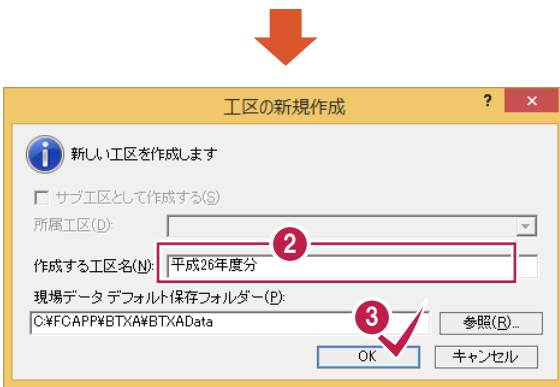 工区の新規作成
? ×
i 新しい工区を作成します
サブ工区として作成する(S)
所属工区(D):
2
作成する工区名(N): 平成26年度分
現場データ デフォルト保存フォルダー(P):
3
C:¥FCAPP¥BTXA¥BTXAData 参照(R)...
OK キャンセル